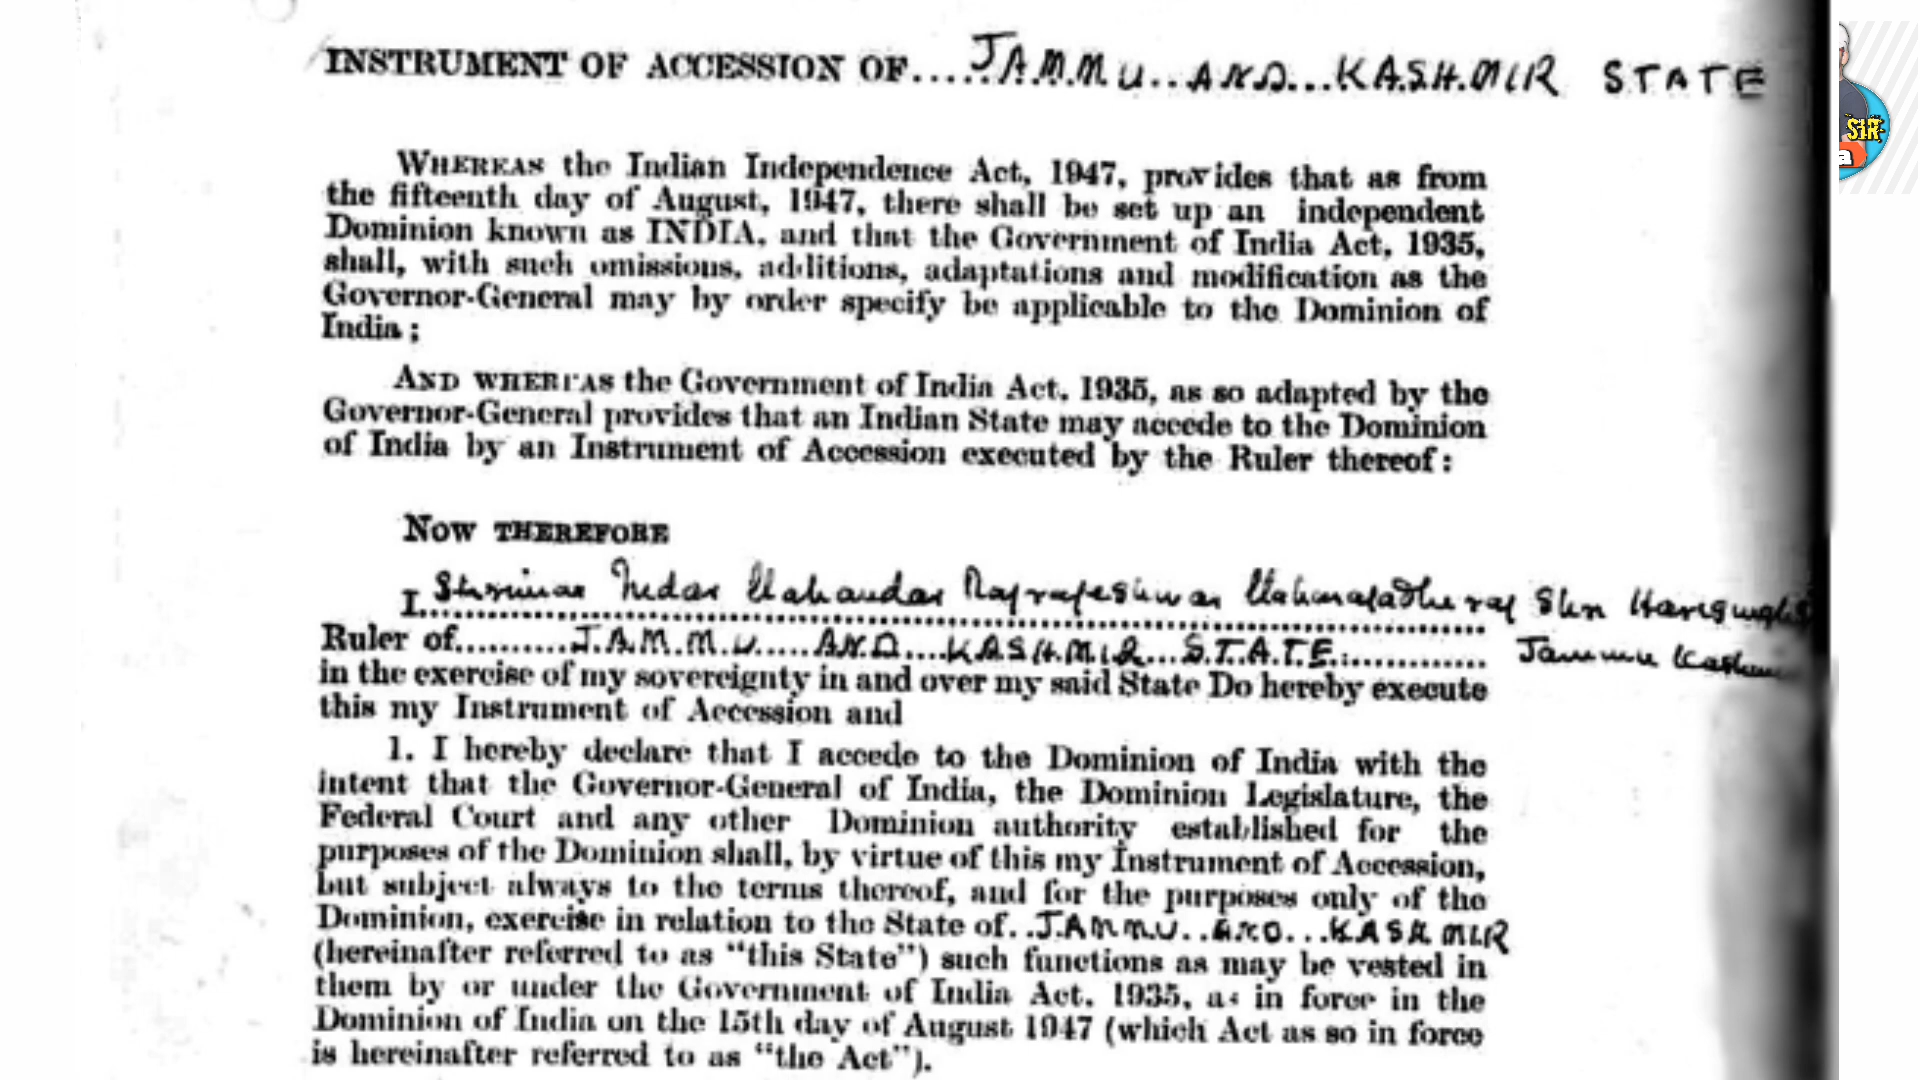 INSTRUMENT OF ACCESSION OF.....JAMMU..AND...KASHMIR STATE
WHEREAS the Indian Independence Act, 1947, provides that as from
the fifteenth day of August, 1947, there shall be set up an independent
Dominion known as INDIA, and that the Government of India Act, 1935,
shall, with such omissions, additions, adaptations and modification as the
Governor-General may by order specify be applicable to the Dominion of
India ;
AND WHEREAS the Government of India Act, 1935, as so adapted by the
Governor-General provides that an Indian State may accede to the Dominion
of India by an Instrument of Accession executed by the Ruler thereof :
NOW THEREFORE
I Shriman Inder Mahandar Rajrajeshwar Maharajadhiraj Shri Harisinghji
Jammu Kashmir
Ruler of..........JAMMU.....AND....KASHMIR...STATE..............
in the exercise of my sovereignty in and over my said State Do hereby execute
this my Instrument of Accession and
1. I hereby declare that I accede to the Dominion of India with the
intent that the Governor-General of India, the Dominion Legislature, the
Federal Court and any other Dominion authority established for the
purposes of the Dominion shall, by virtue of this my Instrument of Accession,
but subject always to the terms thereof, and for the purposes only of the
Dominion, exercise in relation to the State of..JAMMU..AND...KASHMIR
(hereinafter referred to as "this State") such functions as may be vested in
them by or under the Government of India Act, 1935, as in force in the
Dominion of India on the 15th day of August 1947 (which Act as so in force
is hereinafter referred to as "the Act").
SIR
a